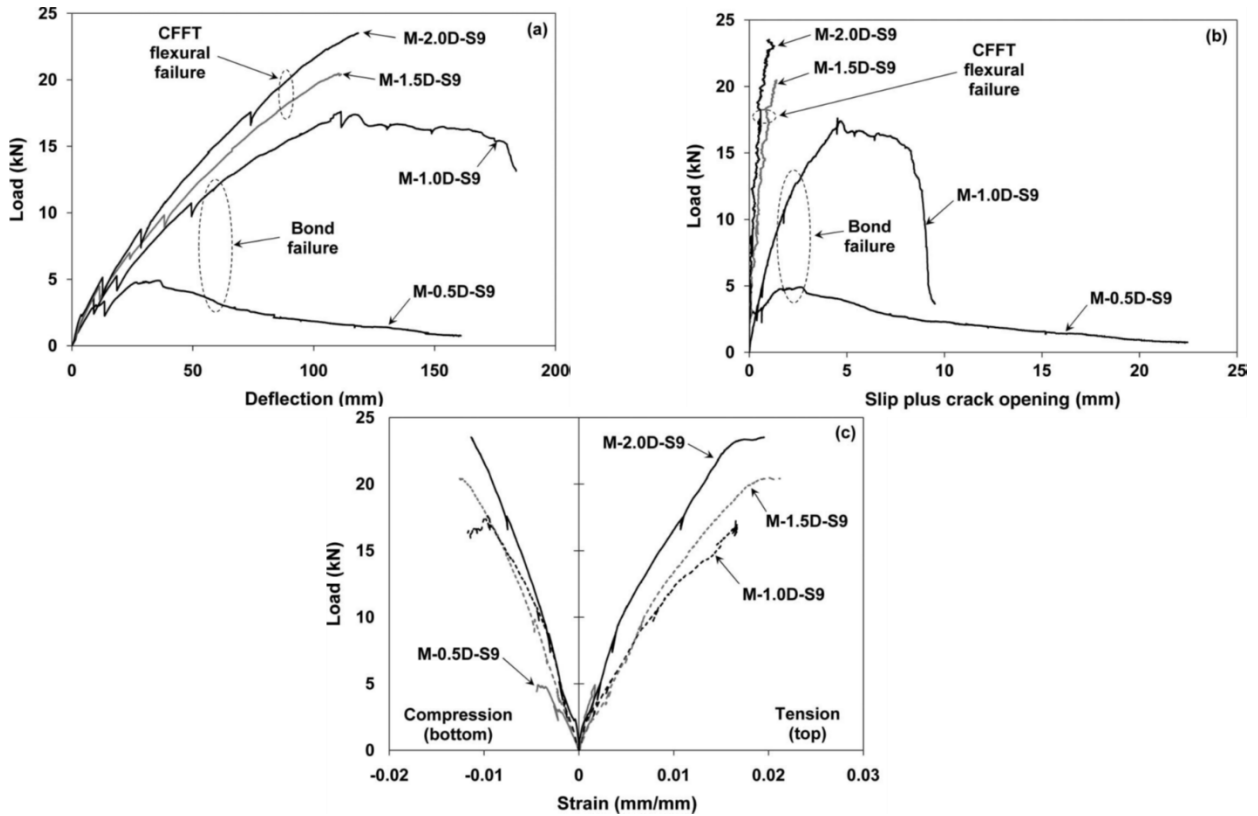 (a)
25
20
15
10
5
0
Load (kN)
CFFT
flexural
failure
M-2.0D-S9
M-1.5D-S9
M-1.0D-S9
Bond
failure
M-0.5D-S9
0 50 100 150 200
Deflection (mm)
(b)
25
20
15
10
5
0
Load (kN)
M-2.0D-S9
M-1.5D-S9
CFFT
flexural
failure
M-1.0D-S9
Bond
failure
M-0.5D-S9
0 5 10 15 20 25
Slip plus crack opening (mm)
(c)
25
20
15
10
5
0
Load (kN)
M-2.0D-S9
M-1.5D-S9
M-1.0D-S9
M-0.5D-S9
Compression
(bottom)
Tension
(top)
-0.02 -0.01 0 0.01 0.02 0.03
Strain (mm/mm)